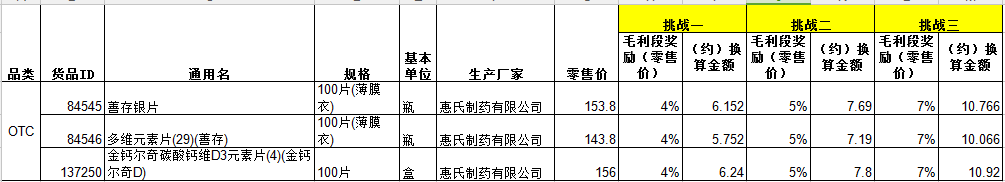 挑战一 挑战二 挑战三
品类 货品ID 通用名 规格 基本单位 生产厂家 零售价 毛利段奖励（零售价） （约）换算金额 毛利段奖励（零售价） （约）换算金额 毛利段奖励（零售价） （约）换算金额
OTC
84545 善存银片 100片(薄膜衣) 瓶 惠氏制药有限公司 153.8 4% 6.152 5% 7.69 7% 10.766
84546 多维元素片(29)(善存) 100片(薄膜衣) 瓶 惠氏制药有限公司 143.8 4% 5.752 5% 7.19 7% 10.066
137250 金钙尔奇碳酸钙维D3元素片(4)(金钙尔奇D) 100片 盒 惠氏制药有限公司 156 4% 6.24 5% 7.8 7% 10.92